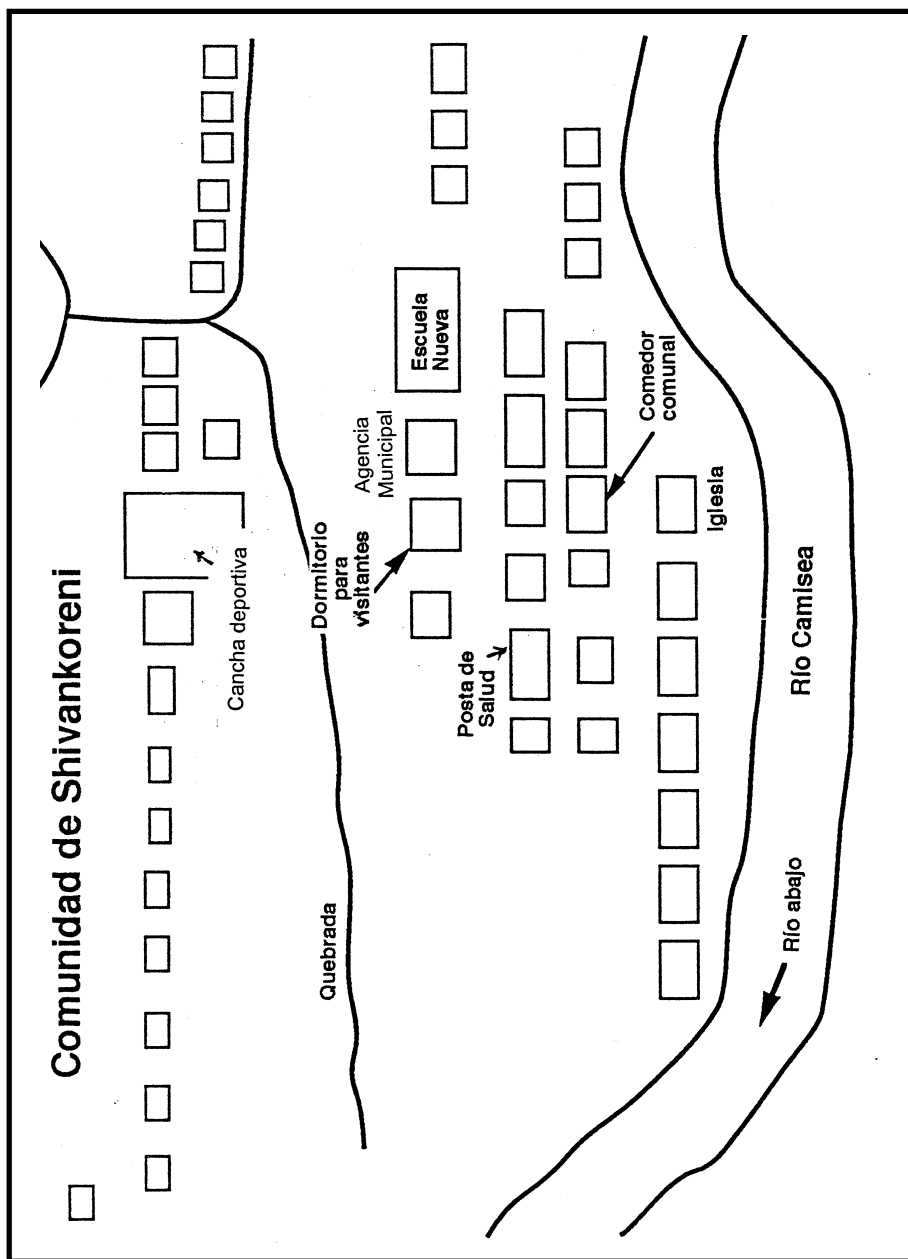 Comunidad de Shivankoreni
Cancha deportiva
Quebrada
Dormitorio
para
visitantes
Agencia
Municipal
Escuela
Nueva
Posta de
Salud
Comedor
comunal
Iglesia
Río Camisea
Río abajo